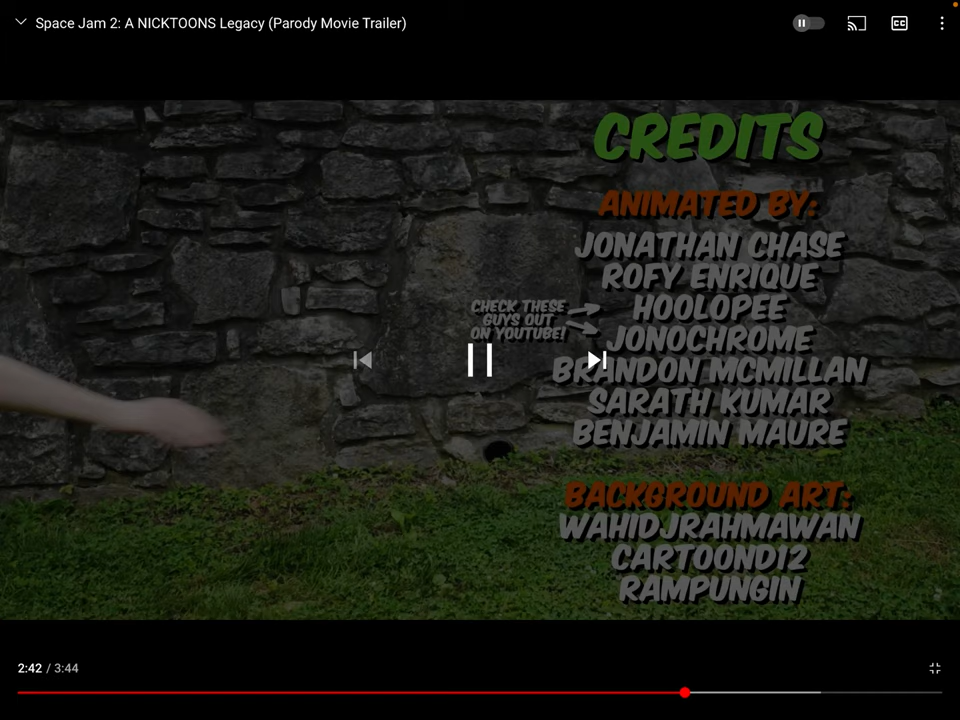 Space Jam 2: A NICKTOONS Legacy (Parody Movie Trailer)
CC
CREDITS
ANIMATED BY:
JONATHAN CHASE
ROFY ENRIQUE
HOOLOPEE
JONOCHROME
BRANDON MCMILLAN
SARATH KUMAR
BENJAMIN MAURE
CHECK THESE
GUYS OUT
ON YOUTUBE!
BACKGROUND ART:
WAHIDJRAHMAWAN
CARTOOND12
RAMPUNGIN
2:42 / 3:44